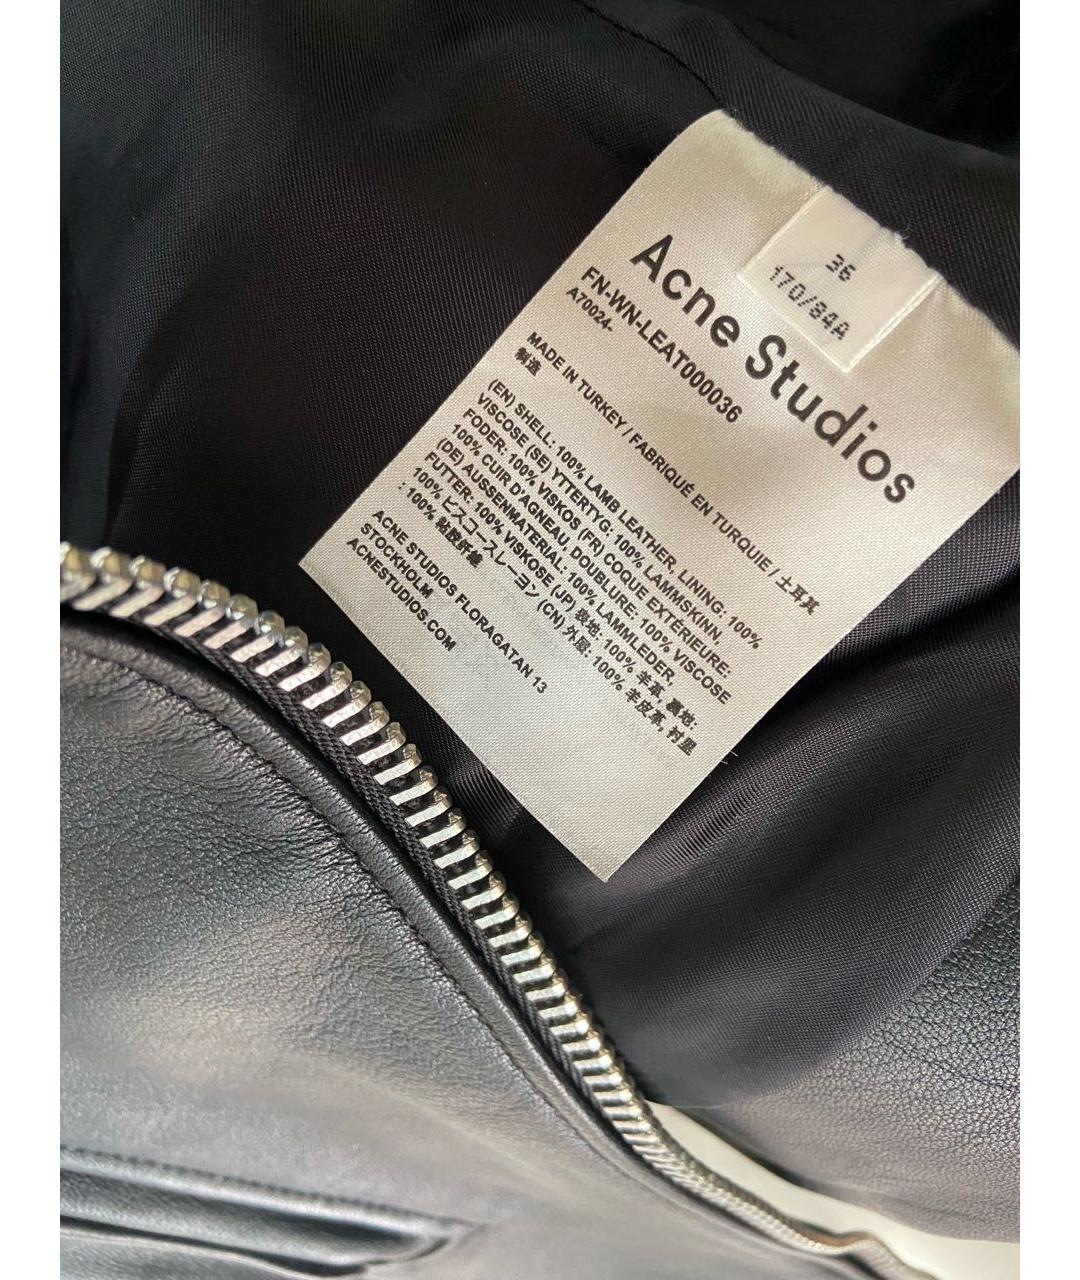 36
170/84A
Acne Studios
FN-WN-LEAT000036
A70024-
MADE IN TURKEY / FABRIQUÉ EN TURQUIE / 土耳其
制造
(EN) SHELL: 100% LAMB LEATHER, LINING: 100%
VISCOSE (SE) YTTERTYG: 100% LAMMSKINN,
FODER: 100% VISKOS (FR) COQUE EXTÉRIEURE:
100% CUIR D'AGNEAU, DOUBLURE: 100% VISCOSE
(DE) AUSSENMATERIAL: 100% LAMMLEDER,
FUTTER: 100% VISKOSE (JP) 表地: 100% 羊革, 裏地:
100% ビスコースレーヨン (CN) 外层: 100% 羊皮革, 衬里
: 100% 粘胶纤维
ACNE STUDIOS FLORAGATAN 13
STOCKHOLM
ACNESTUDIOS.COM